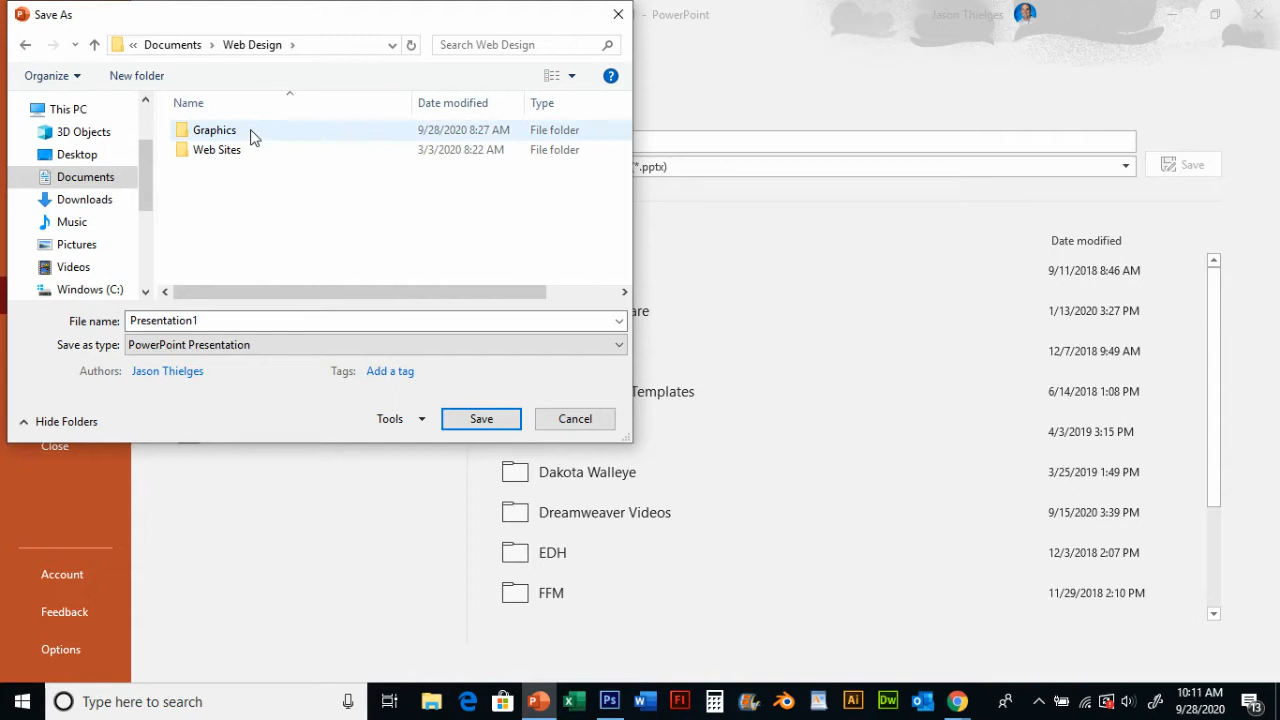 Save As
- PowerPoint
Jason Thielges
Documents
Web Design
Search Web Design
Organize
New folder
Name
Date modified
Type
This PC
3D Objects
Desktop
Documents
Downloads
Music
Pictures
Videos
Windows (C:)
Graphics
9/28/2020 8:27 AM
File folder
Web Sites
3/3/2020 8:22 AM
File folder
File name:
Presentation1
Save as type:
PowerPoint Presentation
Authors:
Jason Thielges
Tags:
Add a tag
Hide Folders
Tools
Save
Cancel
(*.pptx)
Save
Date modified
9/11/2018 8:46 AM
are
1/13/2020 3:27 PM
12/7/2018 9:49 AM
Templates
6/14/2018 1:08 PM
4/3/2019 3:15 PM
Dakota Walleye
3/25/2019 1:49 PM
Dreamweaver Videos
9/15/2020 3:39 PM
EDH
12/3/2018 2:07 PM
FFM
11/29/2018 2:10 PM
Close
Account
Feedback
Options
Type here to search
10:11 AM
9/28/2020
13